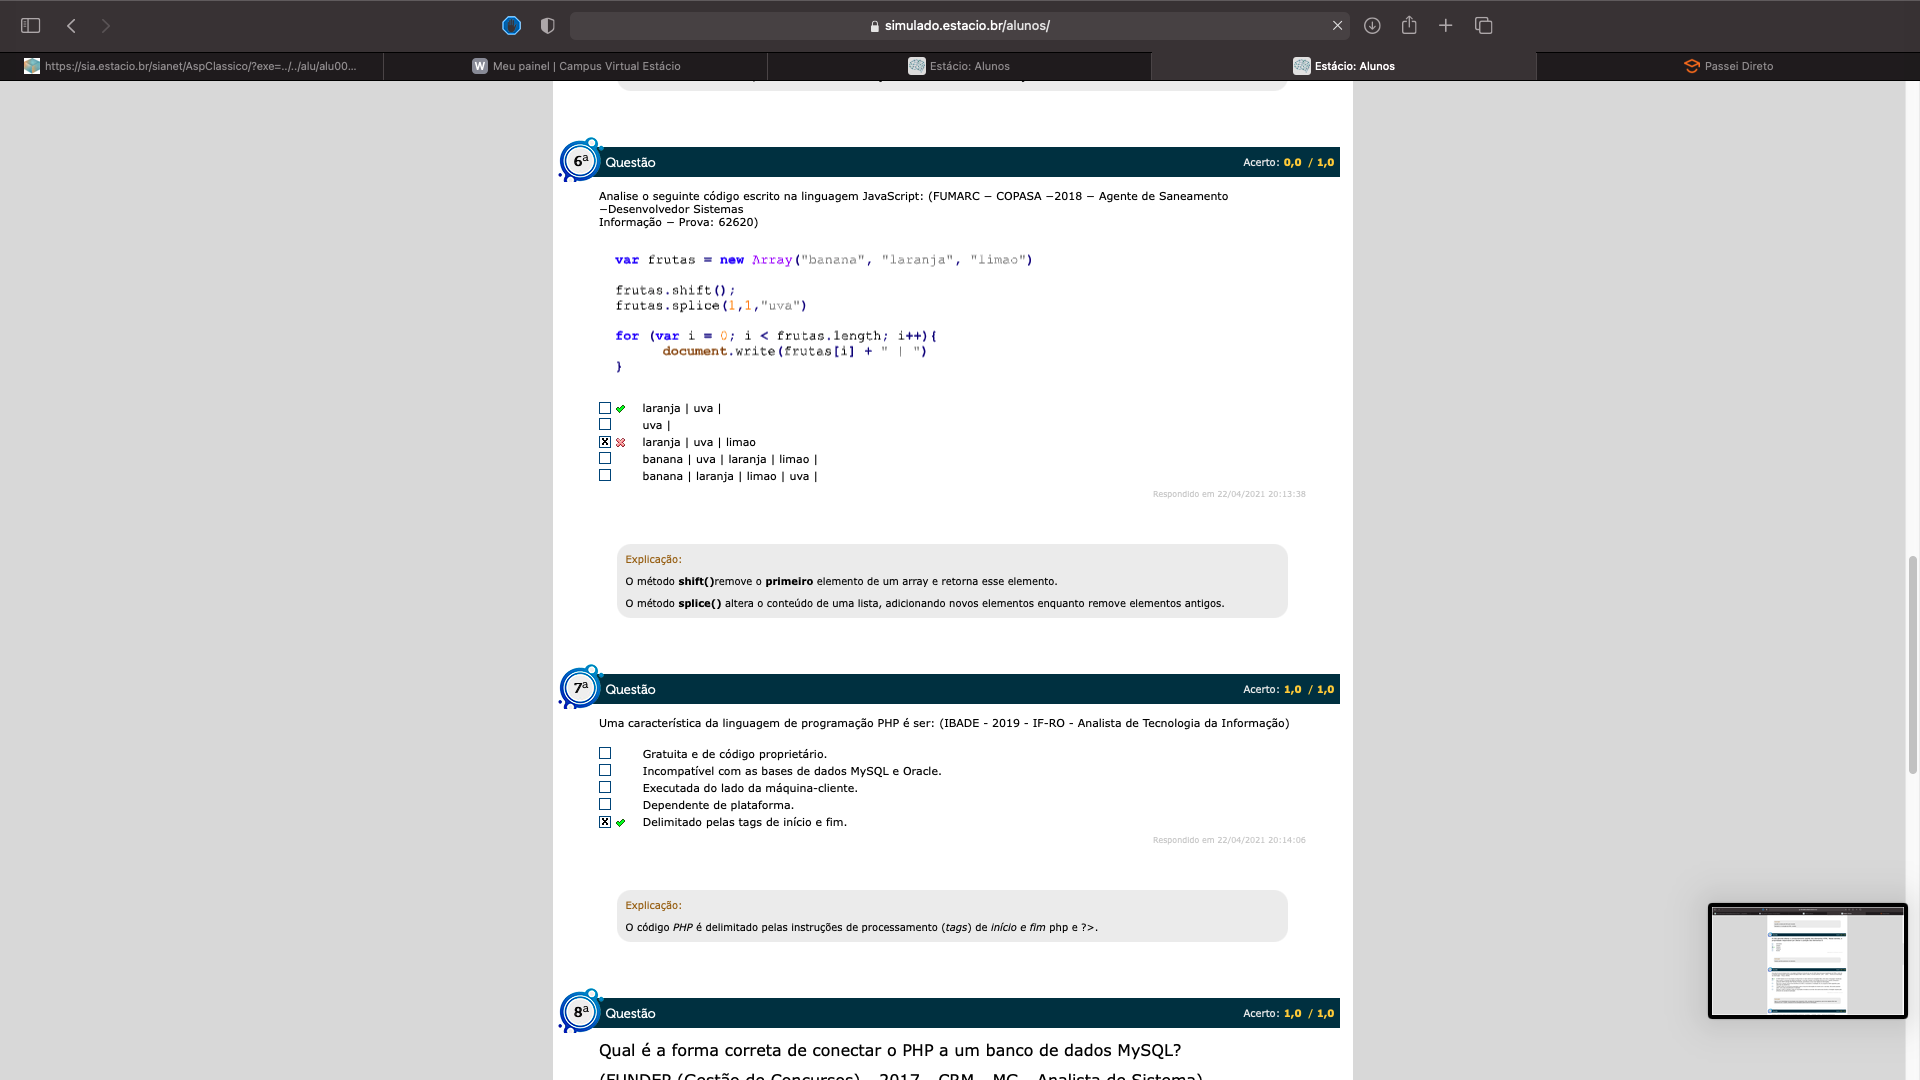 simulado.estacio.br/alunos/
https://sia.estacio.br/sianet/AspClassico/?exe=../../alu/alu00...
Meu painel | Campus Virtual Estácio
Estácio: Alunos
Estácio: Alunos
Passei Direto
6ª Questão
Acerto: 0,0 / 1,0
Analise o seguinte código escrito na linguagem JavaScript: (FUMARC − COPASA −2018 − Agente de Saneamento
−Desenvolvedor Sistemas
Informação − Prova: 62620)
var frutas = new Array("banana", "laranja", "limao")
frutas.shift();
frutas.splice(1,1,"uva")
for (var i = 0; i < frutas.length; i++){
document.write(frutas[i] + " | ")
}
laranja | uva |
uva |
X laranja | uva | limao
banana | uva | laranja | limao |
banana | laranja | limao | uva |
Respondido em 22/04/2021 20:13:38
Explicação:
O método shift()remove o primeiro elemento de um array e retorna esse elemento.
O método splice() altera o conteúdo de uma lista, adicionando novos elementos enquanto remove elementos antigos.
7ª Questão
Acerto: 1,0 / 1,0
Uma característica da linguagem de programação PHP é ser: (IBADE - 2019 - IF-RO - Analista de Tecnologia da Informação)
Gratuita e de código proprietário.
Incompatível com as bases de dados MySQL e Oracle.
Executada do lado da máquina-cliente.
Dependente de plataforma.
X Delimitado pelas tags de início e fim.
Respondido em 22/04/2021 20:14:06
Explicação:
O código PHP é delimitado pelas instruções de processamento (tags) de início e fim php e ?>.
8ª Questão
Acerto: 1,0 / 1,0
Qual é a forma correta de conectar o PHP a um banco de dados MySQL?
(FUNDEP (Gestão de Concursos) - 2017 - CRM - MG - Analista de Sistema)